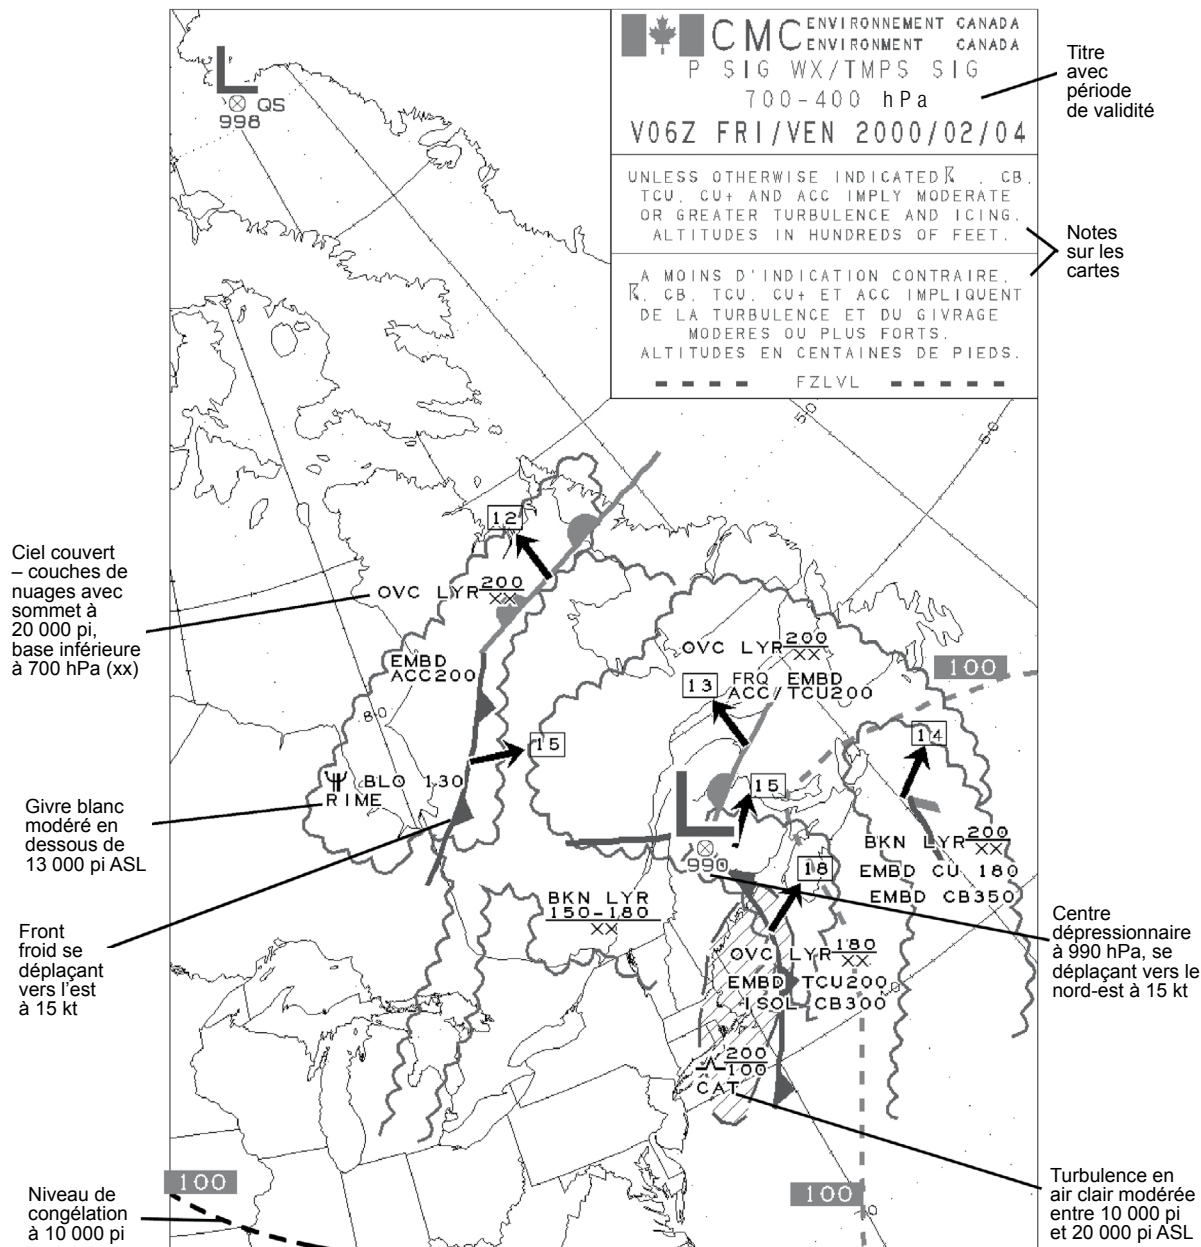 CMC ENVIRONNEMENT CANADA
ENVIRONMENT CANADA
P SIG WX/TMPS SIG
700-400 hPa
V06Z FRI/VEN 2000/02/04
UNLESS OTHERWISE INDICATED , CB,
TCU, CU+ AND ACC IMPLY MODERATE
OR GREATER TURBULENCE AND ICING.
ALTITUDES IN HUNDREDS OF FEET.
A MOINS D'INDICATION CONTRAIRE,
, CB, TCU, CU+ ET ACC IMPLIQUENT
DE LA TURBULENCE ET DU GIVRAGE
MODERES OU PLUS FORTS.
ALTITUDES EN CENTAINES DE PIEDS.
FZLVL
Titre
avec
période
de validité
Notes
sur les
cartes
L
QS
998
50
50
12
OVC LYR 200
XX
EMBD
ACC200
80
15
BLO 130
RIME
OVC LYR 200
XX
FRQ EMBD
ACC/TCU200
13
100
14
15
L
990
18
BKN LYR 200
XX
EMBD CU 180
EMBD CB350
BKN LYR
150-180
XX
OVC LYR 180
XX
EMBD TCU200
ISOL CB300
200
100
CAT
100
100
Ciel couvert
– couches de
nuages avec
sommet à
20 000 pi,
base inférieure
à 700 hPa (xx)
Givre blanc
modéré en
dessous de
13 000 pi ASL
Front
froid se
déplaçant
vers l'est
à 15 kt
Niveau de
congélation
à 10 000 pi
Centre
dépressionnaire
à 990 hPa, se
déplaçant vers le
nord-est à 15 kt
Turbulence en
air clair modérée
entre 10 000 pi
et 20 000 pi ASL